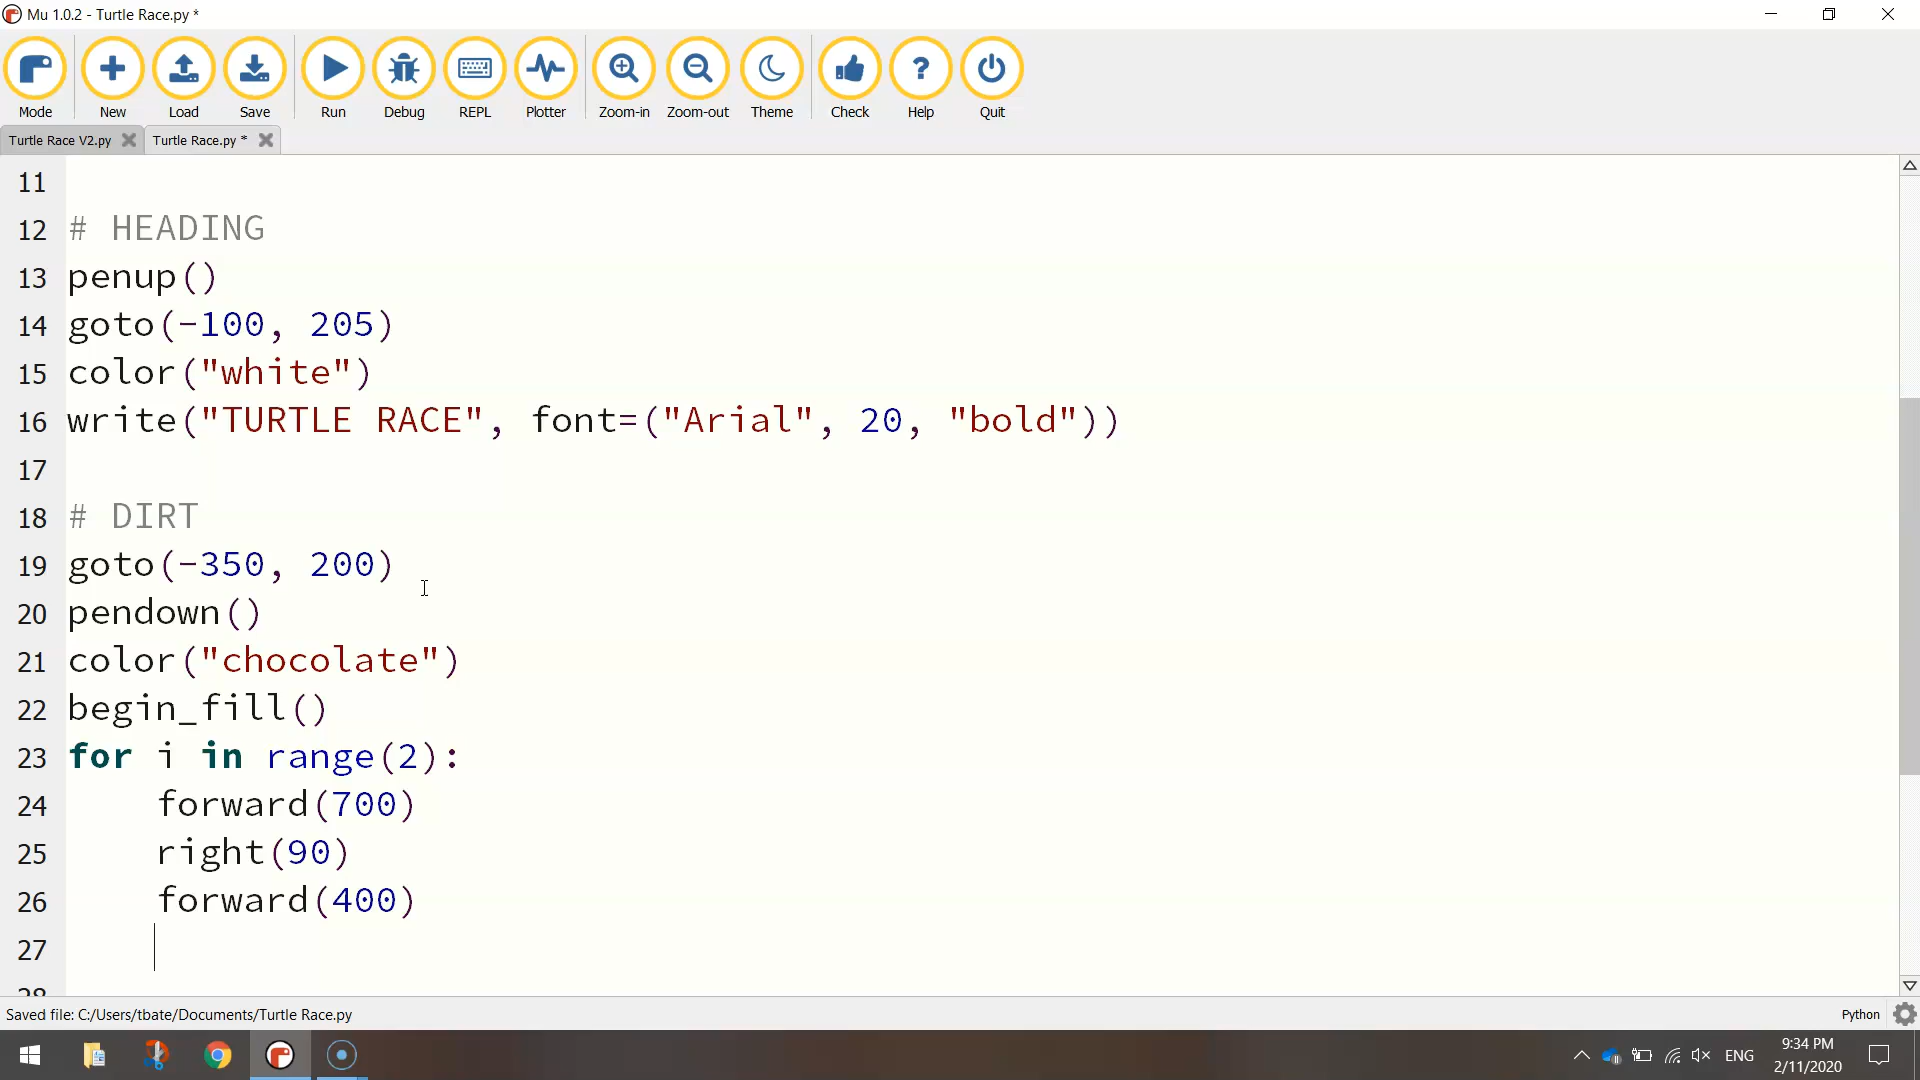 Mu 1.0.2 - Turtle Race.py *
Mode New Load Save Run Debug REPL Plotter Zoom-in Zoom-out Theme Check Help Quit
Turtle Race V2.py Turtle Race.py *
11
12 # HEADING
13 penup()
14 goto(-100, 205)
15 color("white")
16 write("TURTLE RACE", font=("Arial", 20, "bold"))
17
18 # DIRT
19 goto(-350, 200)
20 pendown()
21 color("chocolate")
22 begin_fill()
23 for i in range(2):
24     forward(700)
25     right(90)
26     forward(400)
27
28
Saved file: C:/Users/tbate/Documents/Turtle Race.py
Python
ENG
9:34 PM
2/11/2020